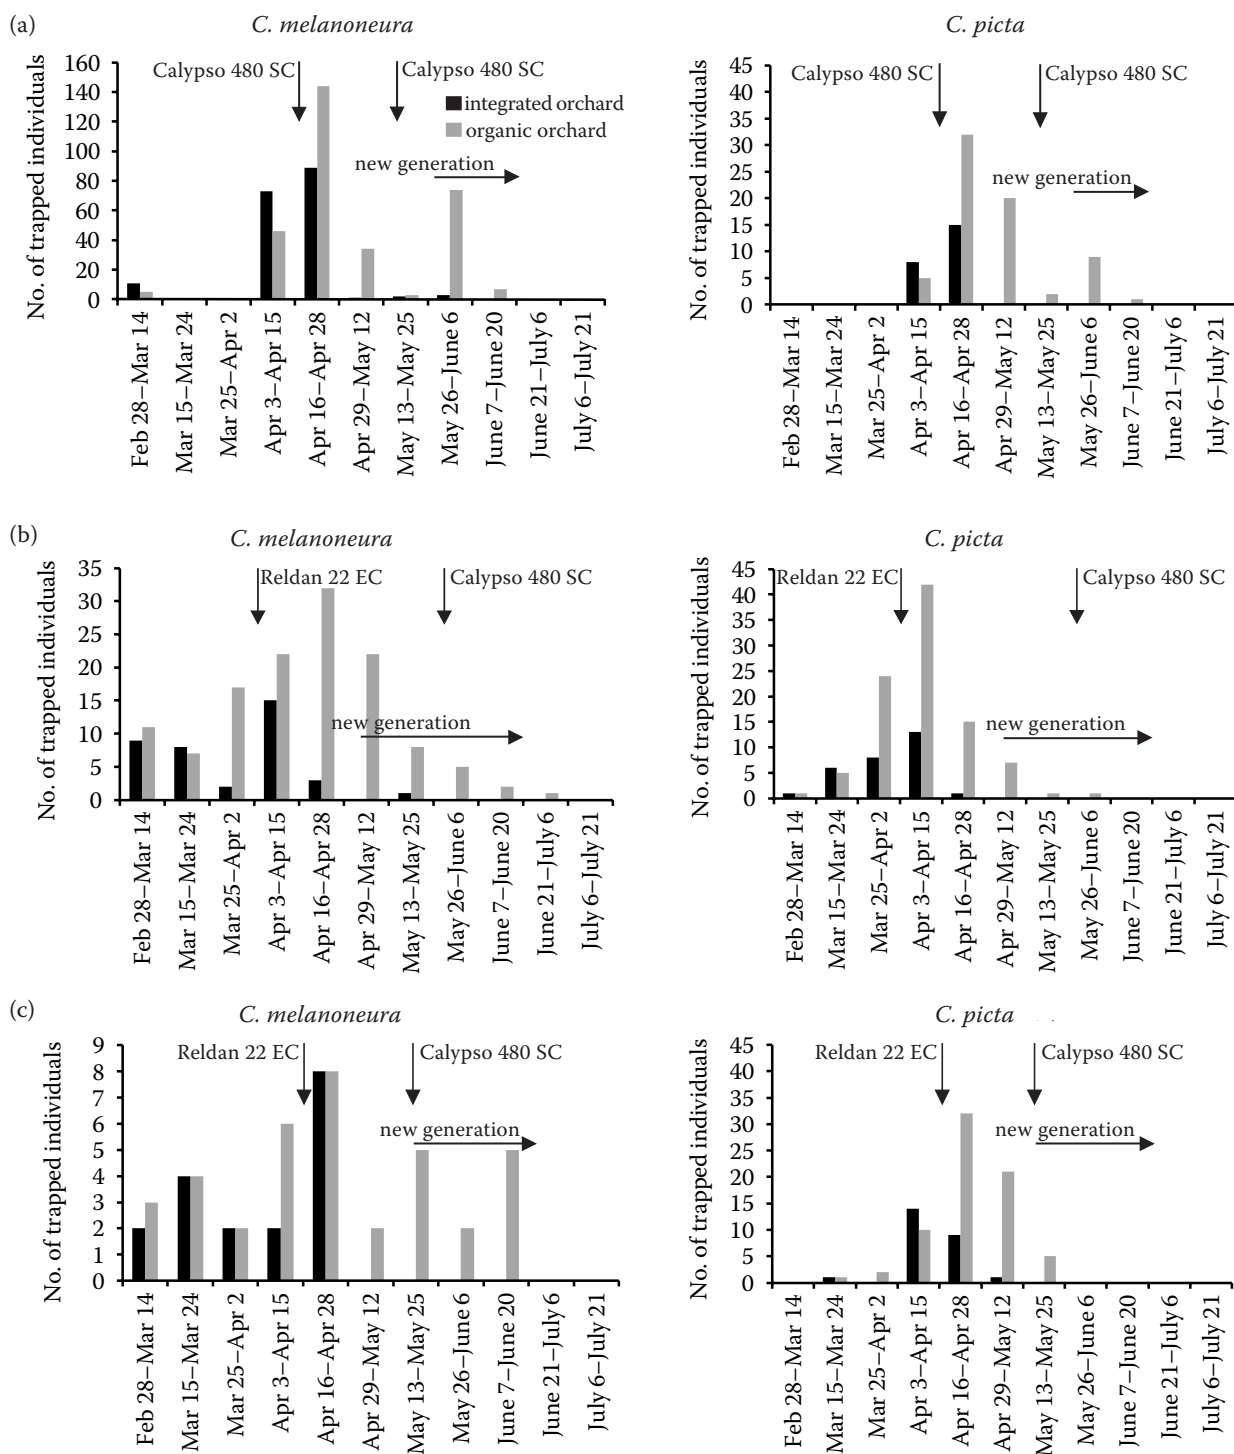 (a)
C. melanoneura
No. of trapped individuals
160
140
120
100
80
60
40
20
0
Calypso 480 SC
Calypso 480 SC
integrated orchard
organic orchard
new generation
Feb 28–Mar 14
Mar 15–Mar 24
Mar 25–Apr 2
Apr 3–Apr 15
Apr 16–Apr 28
Apr 29–May 12
May 13–May 25
May 26–June 6
June 7–June 20
June 21–July 6
July 6–July 21
C. picta
No. of trapped individuals
45
40
35
30
25
20
15
10
5
0
Calypso 480 SC
Calypso 480 SC
new generation
Feb 28–Mar 14
Mar 15–Mar 24
Mar 25–Apr 2
Apr 3–Apr 15
Apr 16–Apr 28
Apr 29–May 12
May 13–May 25
May 26–June 6
June 7–June 20
June 21–July 6
July 6–July 21
(b)
C. melanoneura
No. of trapped individuals
35
30
25
20
15
10
5
0
Reldan 22 EC
Calypso 480 SC
new generation
Feb 28–Mar 14
Mar 15–Mar 24
Mar 25–Apr 2
Apr 3–Apr 15
Apr 16–Apr 28
Apr 29–May 12
May 13–May 25
May 26–June 6
June 7–June 20
June 21–July 6
July 6–July 21
C. picta
No. of trapped individuals
45
40
35
30
25
20
15
10
5
0
Reldan 22 EC
Calypso 480 SC
new generation
Feb 28–Mar 14
Mar 15–Mar 24
Mar 25–Apr 2
Apr 3–Apr 15
Apr 16–Apr 28
Apr 29–May 12
May 13–May 25
May 26–June 6
June 7–June 20
June 21–July 6
July 6–July 21
(c)
C. melanoneura
No. of trapped individuals
9
8
7
6
5
4
3
2
1
0
Reldan 22 EC
Calypso 480 SC
new generation
Feb 28–Mar 14
Mar 15–Mar 24
Mar 25–Apr 2
Apr 3–Apr 15
Apr 16–Apr 28
Apr 29–May 12
May 13–May 25
May 26–June 6
June 7–June 20
June 21–July 6
July 6–July 21
C. picta
No. of trapped individuals
45
40
35
30
25
20
15
10
5
0
Reldan 22 EC
Calypso 480 SC
new generation
Feb 28–Mar 14
Mar 15–Mar 24
Mar 25–Apr 2
Apr 3–Apr 15
Apr 16–Apr 28
Apr 29–May 12
May 13–May 25
May 26–June 6
June 7–June 20
June 21–July 6
July 6–July 21